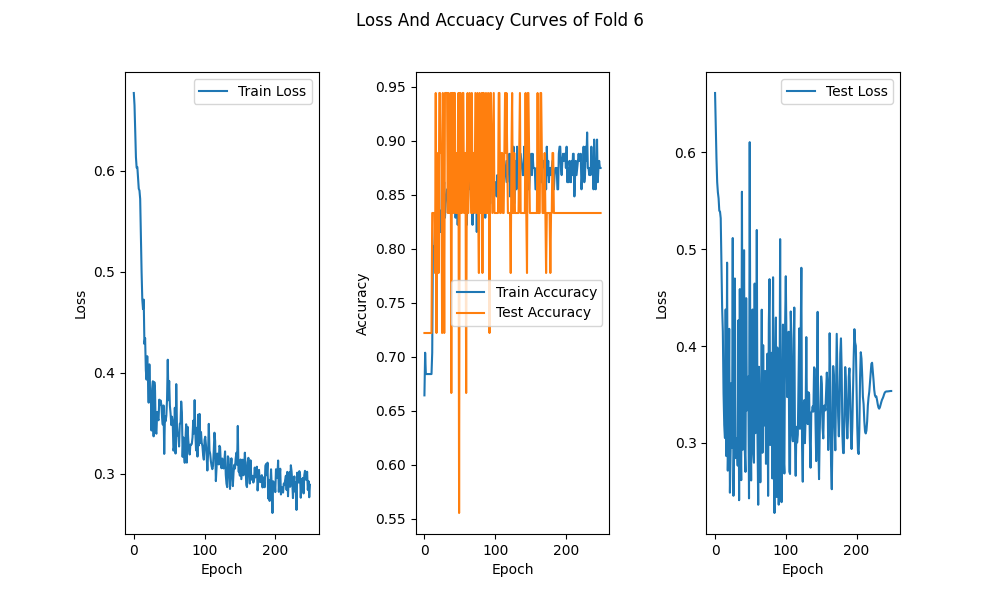 Loss And Accuacy Curves of Fold 6
Train Loss
0.6
0.5
0.4
0.3
Loss
0
100
200
Epoch
0.95
0.90
0.85
0.80
0.75
0.70
0.65
0.60
0.55
Accuracy
Train Accuracy
Test Accuracy
0
100
200
Epoch
Test Loss
0.6
0.5
0.4
0.3
Loss
0
100
200
Epoch